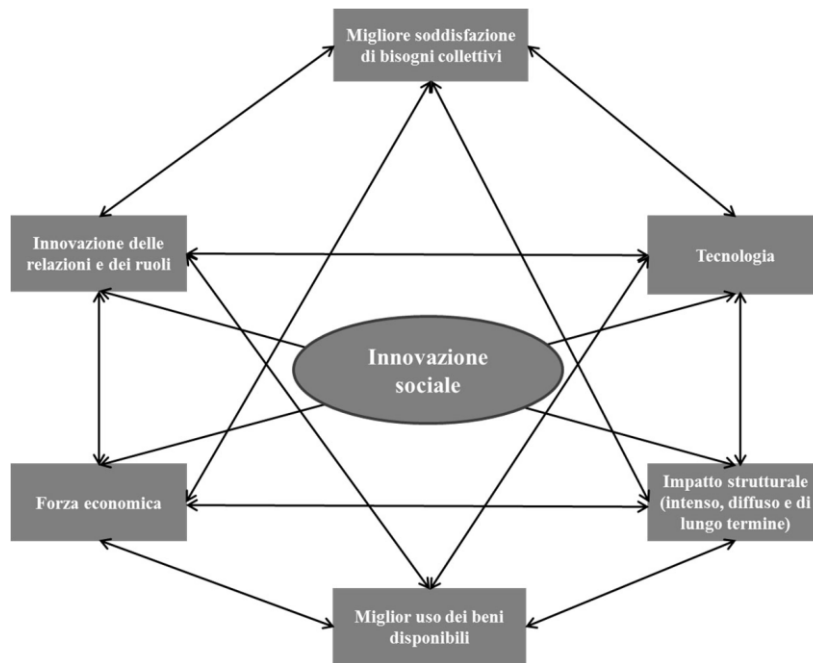 Migliore soddisfazione
di bisogni collettivi
Innovazione delle
relazioni e dei ruoli
Tecnologia
Innovazione
sociale
Forza economica
Impatto strutturale
(intenso, diffuso e di
lungo termine)
Miglior uso dei beni
disponibili